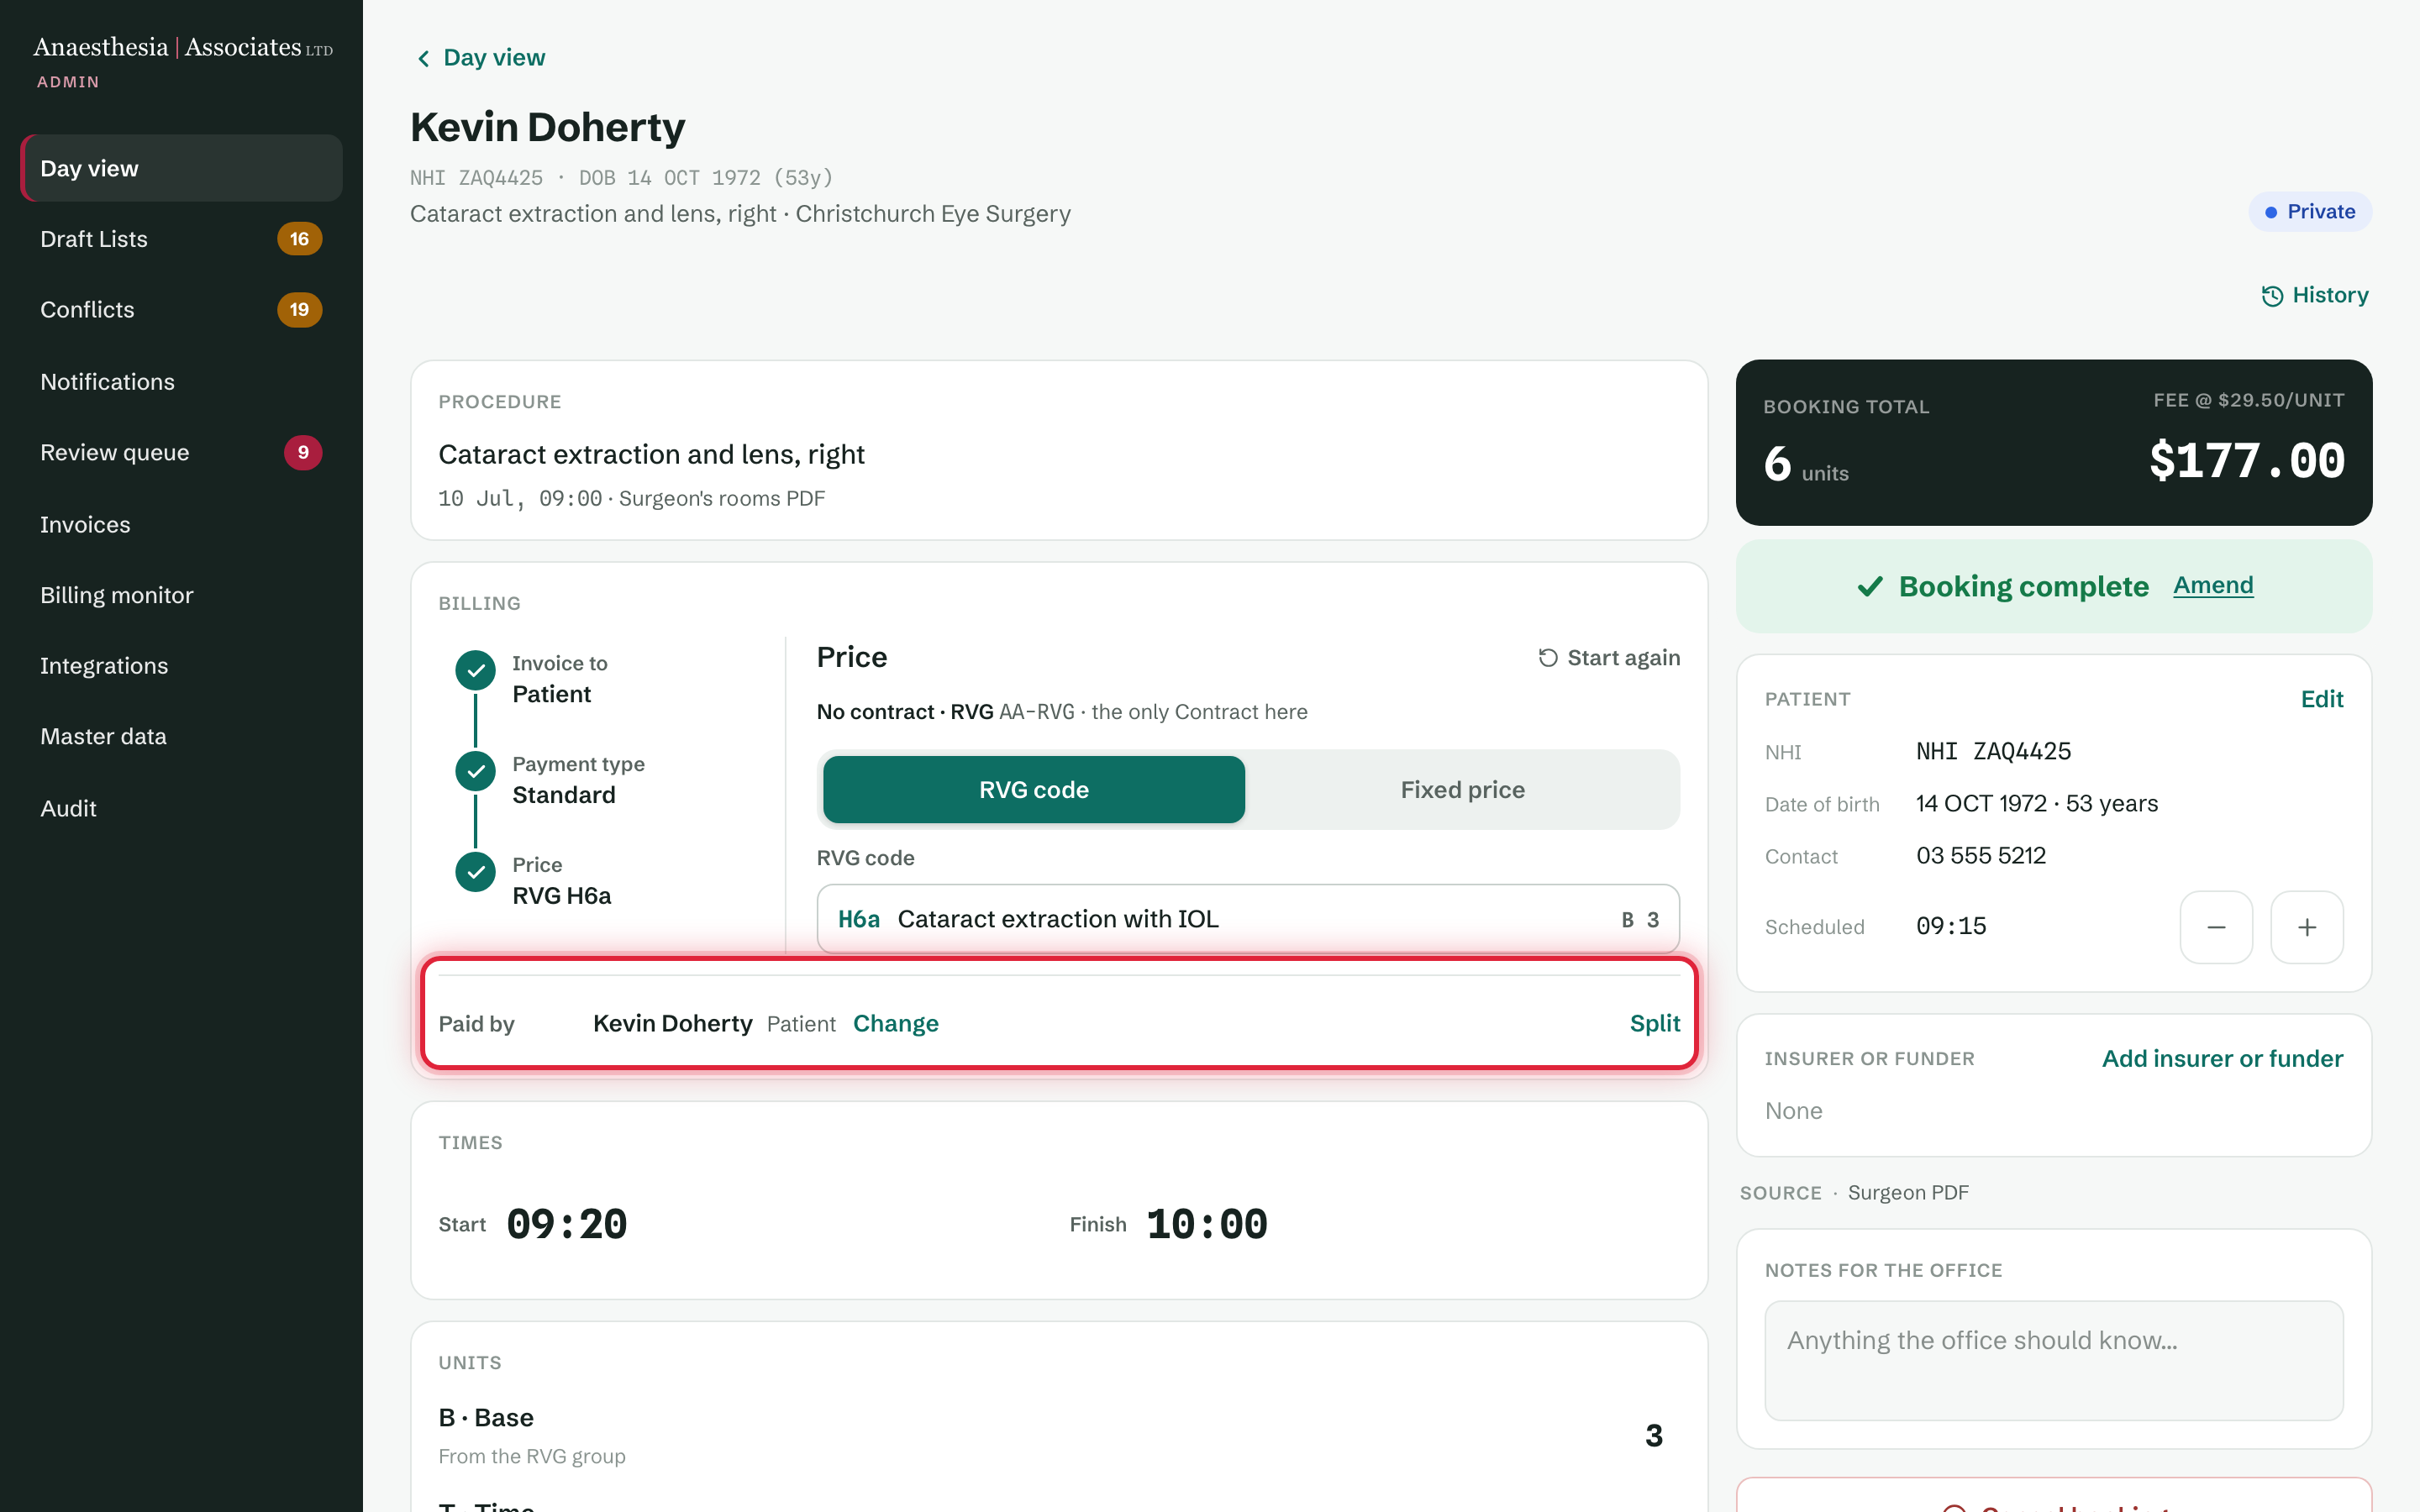 Anaesthesia | Associates LTD
ADMIN
Day view
Draft Lists 16
Conflicts 19
Notifications
Review queue 9
Invoices
Billing monitor
Integrations
Master data
Audit
Day view
Kevin Doherty
NHI ZAQ4425 · DOB 14 OCT 1972 (53y)
Cataract extraction and lens, right · Christchurch Eye Surgery
Private
History
PROCEDURE
Cataract extraction and lens, right
10 Jul, 09:00 · Surgeon's rooms PDF
BILLING
Invoice to
Patient
Payment type
Standard
Price
RVG H6a
Price
Start again
No contract · RVG AA-RVG · the only Contract here
RVG code
Fixed price
RVG code
H6a Cataract extraction with IOL B 3
Paid by Kevin Doherty Patient Change Split
TIMES
Start 09:20 Finish 10:00
UNITS
B · Base
From the RVG group
3
T · Time
BOOKING TOTAL
FEE @ $29.50/UNIT
6 units
$177.00
Booking complete Amend
PATIENT Edit
NHI NHI ZAQ4425
Date of birth 14 OCT 1972 · 53 years
Contact 03 555 5212
Scheduled 09:15 − +
INSURER OR FUNDER Add insurer or funder
None
SOURCE · Surgeon PDF
NOTES FOR THE OFFICE
Anything the office should know...
Cancel booking